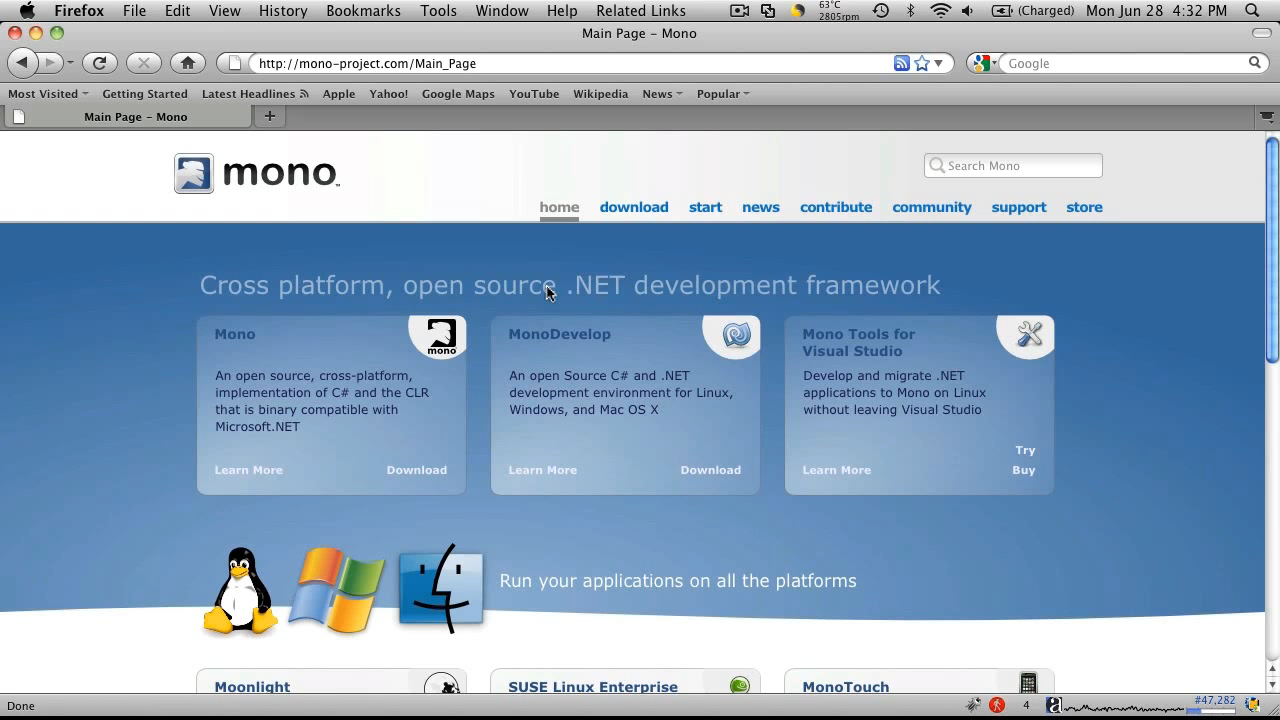 Firefox File Edit View History Bookmarks Tools Window Help Related Links 63°C 2805rpm (Charged) Mon Jun 28 4:32 PM
Main Page – Mono
http://mono-project.com/Main_Page Google
Most Visited Getting Started Latest Headlines Apple Yahoo! Google Maps YouTube Wikipedia News Popular
Main Page – Mono
mono™ Search Mono
home download start news contribute community support store
Cross platform, open source .NET development framework
Mono
mono
An open source, cross-platform,
implementation of C# and the CLR
that is binary compatible with
Microsoft.NET
Learn More Download
MonoDevelop
An open Source C# and .NET
development environment for Linux,
Windows, and Mac OS X
Learn More Download
Mono Tools for
Visual Studio
Develop and migrate .NET
applications to Mono on Linux
without leaving Visual Studio
Try
Learn More Buy
Run your applications on all the platforms
Moonlight SUSE Linux Enterprise MonoTouch
Done 4 a #47,282